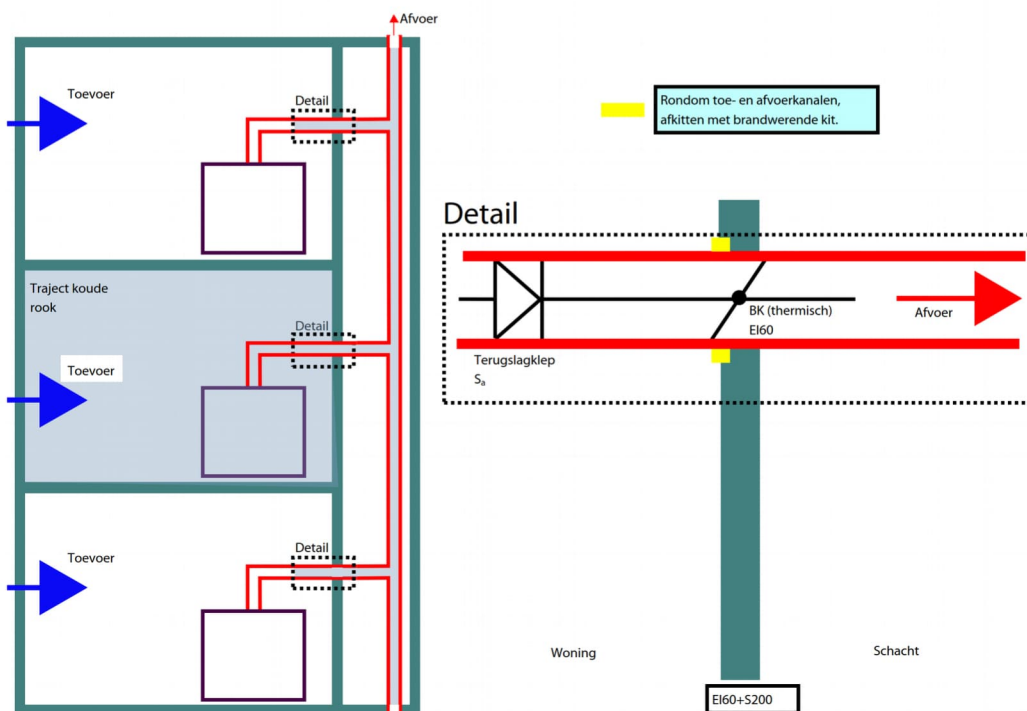 Afvoer
Toevoer
Detail
Rondom toe- en afvoerkanalen,
afkitten met brandwerende kit.
Detail
Traject koude
rook
Detail
Toevoer
BK (thermisch)
EI60
Afvoer
Terugslagklep
Sa
Detail
Toevoer
Woning
Schacht
EI60+S200